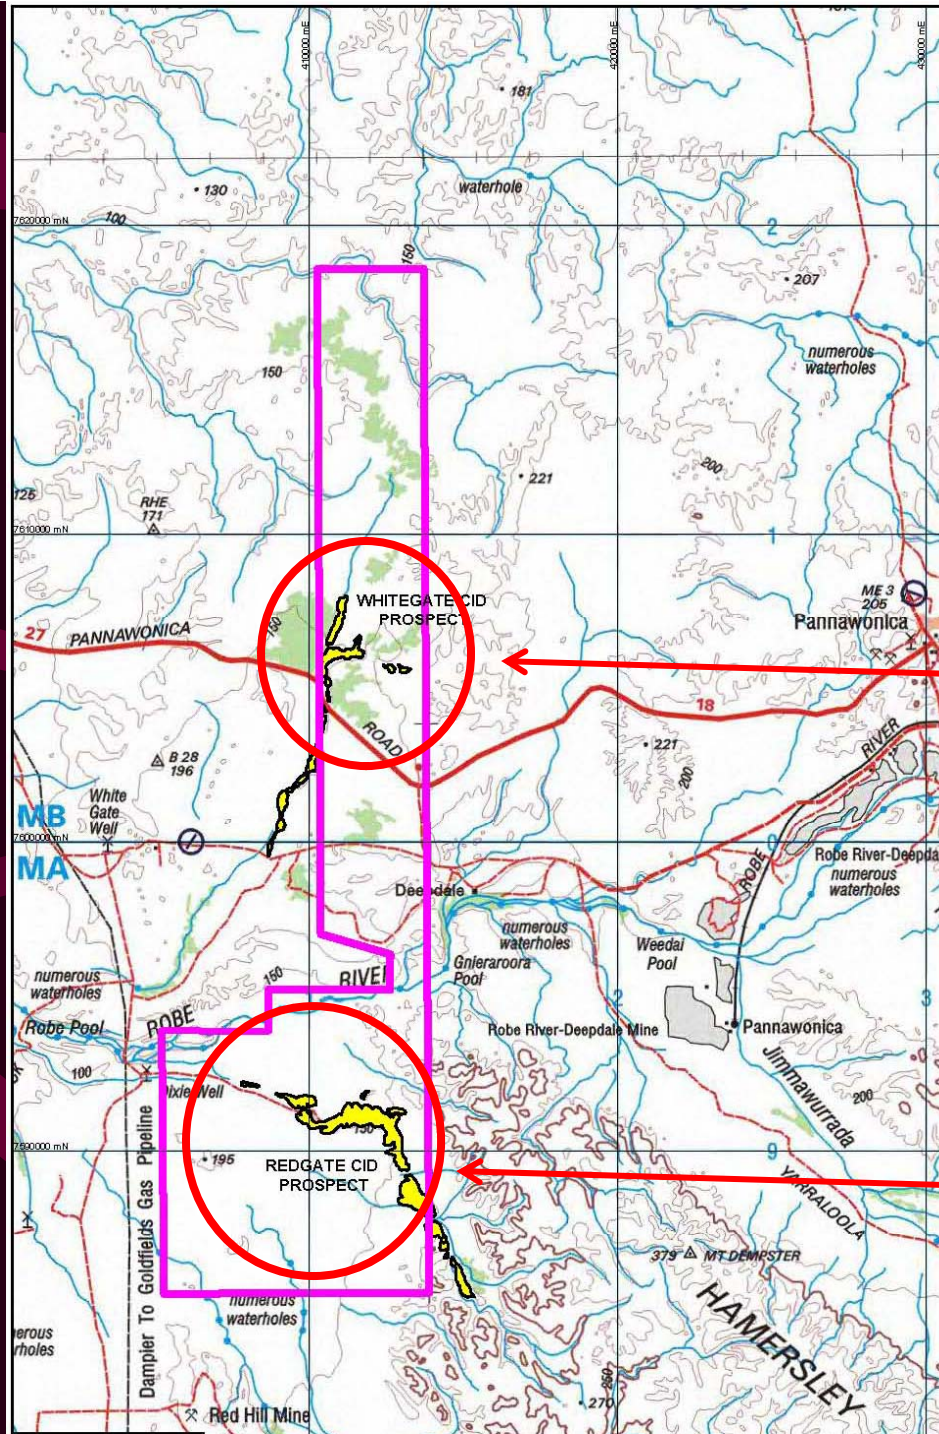 410000 mE
420000 mE
430000 mE
181
130
100
waterhole
7620000 mN
150
2
207
numerous
waterholes
150
200
221
125
RHE
171
7610000 mN
1
ME 3
205
WHITEGATE CID
PROSPECT
150
Pannawonica
27
PANNAWONICA
18
ROAD
221
200
RIVER
B 28
196
White
Gate
Well
MB
7600000 mN
0
MA
Robe River-Deepda
numerous
waterholes
ROBE
Deepdale
numerous
waterholes
Weedai
Pool
Gnieraroora
Pool
numerous
waterholes
150
RIVE
2
3
Robe Pool
ROBE
Robe River-Deepdale Mine
Pannawonica
100
Dixie Well
Jimmawurrada
200
150
7590000 mN
195
9
REDGATE CID
PROSPECT
YARRALOOLA
379
MT DEMPSTER
Dampier To Goldfields Gas Pipeline
numerous
waterholes
HAMERSLEY
erous
rholes
250
270
Red Hill Mine